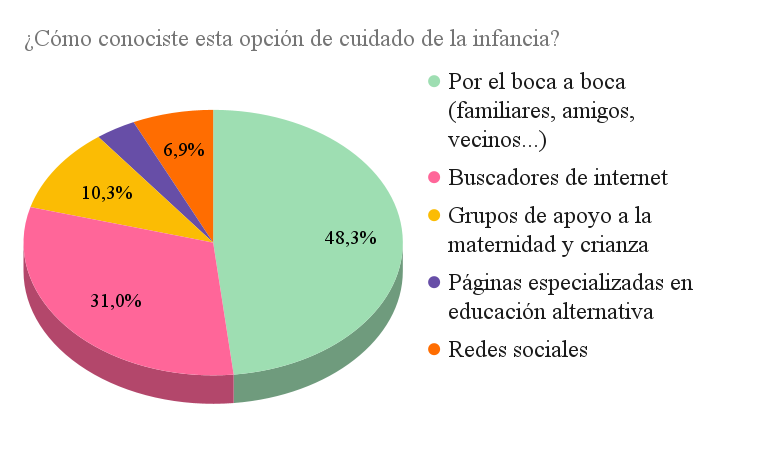 ¿Cómo conociste esta opción de cuidado de la infancia?
Por el boca a boca
(familiares, amigos,
vecinos...)
Buscadores de internet
Grupos de apoyo a la
maternidad y crianza
Páginas especializadas en
educación alternativa
Redes sociales
6,9%
10,3%
48,3%
31,0%